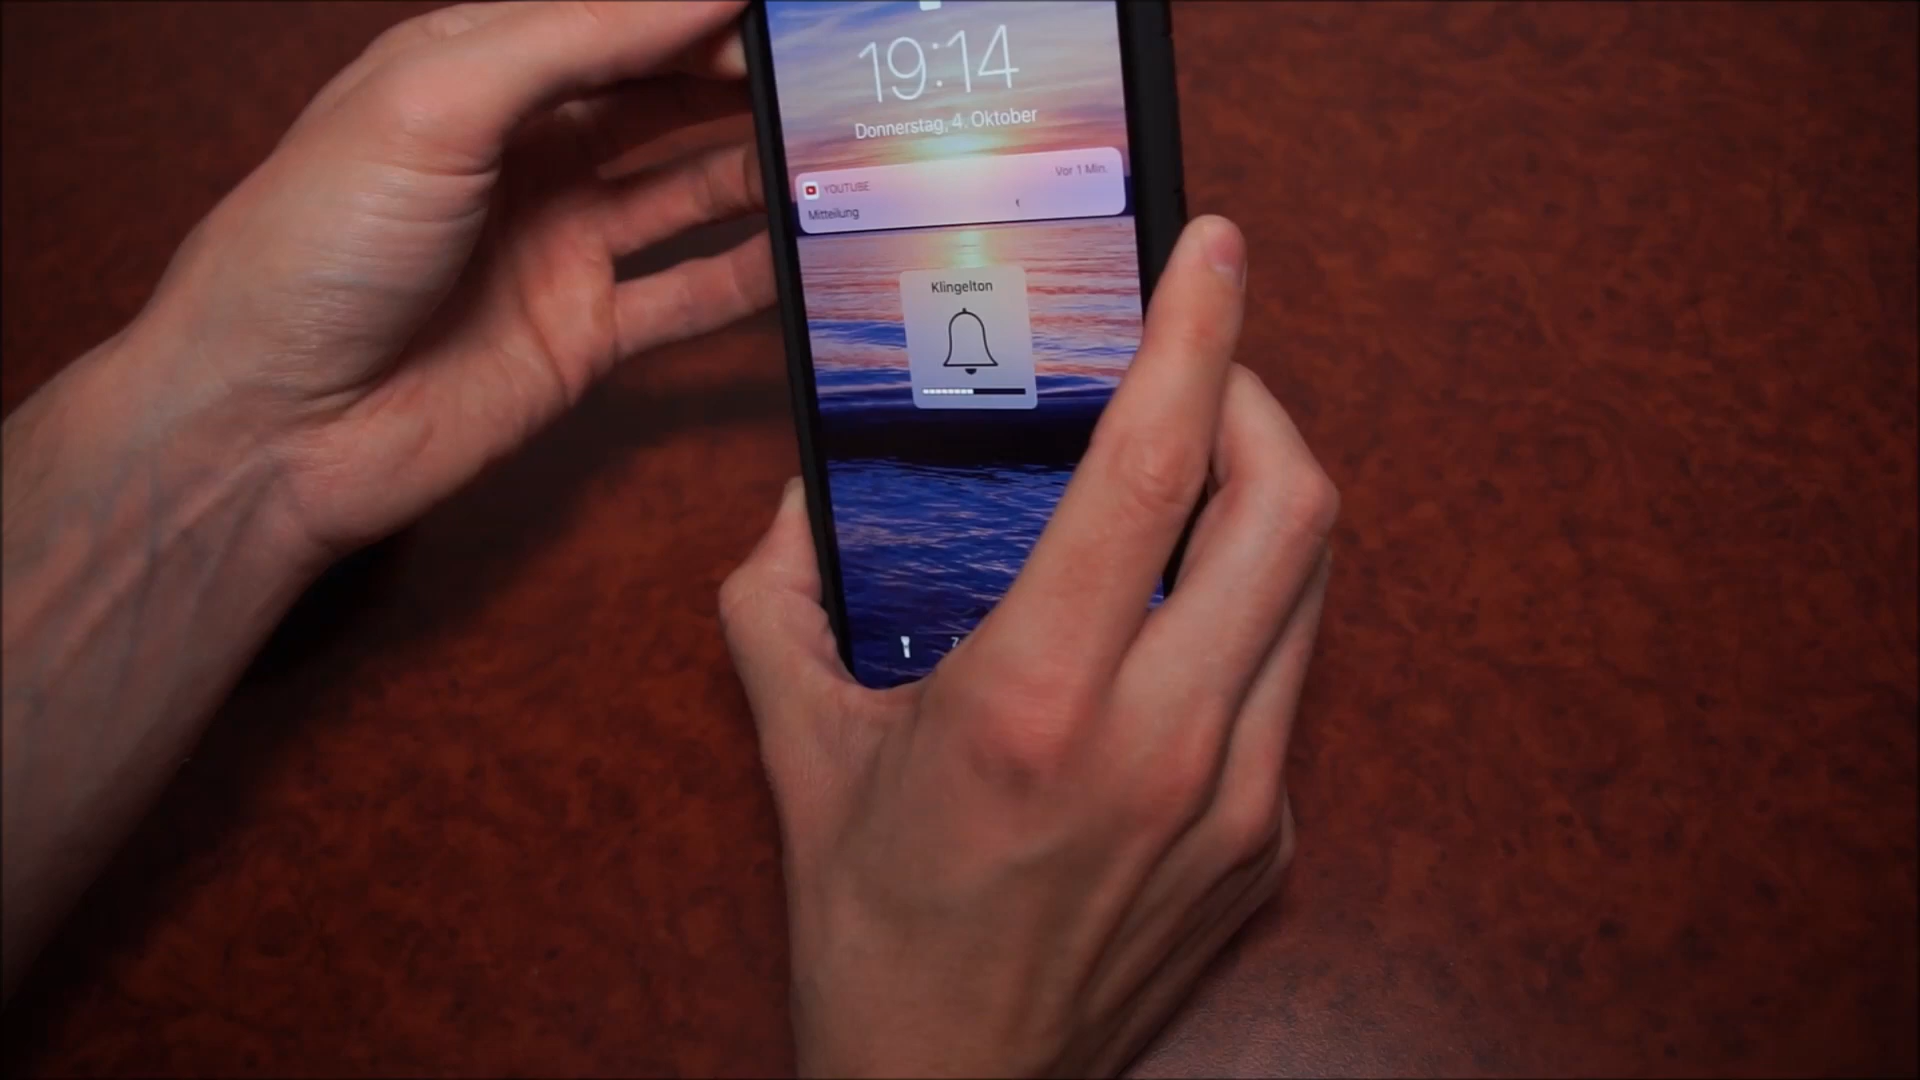 19:14
Donnerstag, 4. Oktober
YOUTUBE
Vor 1 Min.
Mitteilung
Klingelton